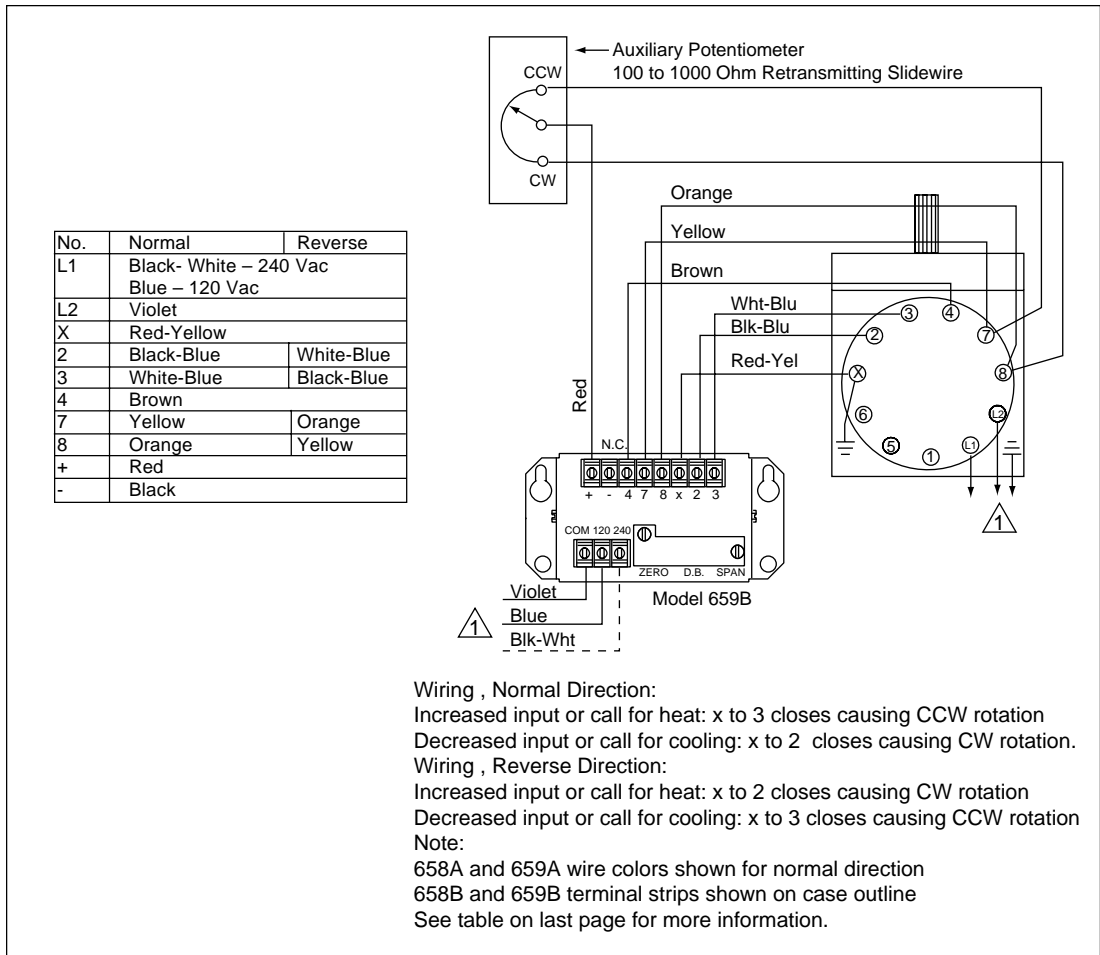 Auxiliary Potentiometer
100 to 1000 Ohm Retransmitting Slidewire
CCW
CW
Orange
Yellow
Brown
Wht-Blu
Blk-Blu
Red-Yel
Red
No. Normal Reverse
L1 Black- White – 240 Vac
Blue – 120 Vac
L2 Violet
X Red-Yellow
2 Black-Blue White-Blue
3 White-Blue Black-Blue
4 Brown
7 Yellow Orange
8 Orange Yellow
+ Red
- Black
3 4
2 7
X 8
6 L2
5 1 L1
1
N.C.
+ - 4 7 8 x 2 3
COM 120 240
ZERO D.B. SPAN
Violet
Blue
Blk-Wht
1
Model 659B
Wiring , Normal Direction:
Increased input or call for heat: x to 3 closes causing CCW rotation
Decreased input or call for cooling: x to 2 closes causing CW rotation.
Wiring , Reverse Direction:
Increased input or call for heat: x to 2 closes causing CW rotation
Decreased input or call for cooling: x to 3 closes causing CCW rotation
Note:
658A and 659A wire colors shown for normal direction
658B and 659B terminal strips shown on case outline
See table on last page for more information.